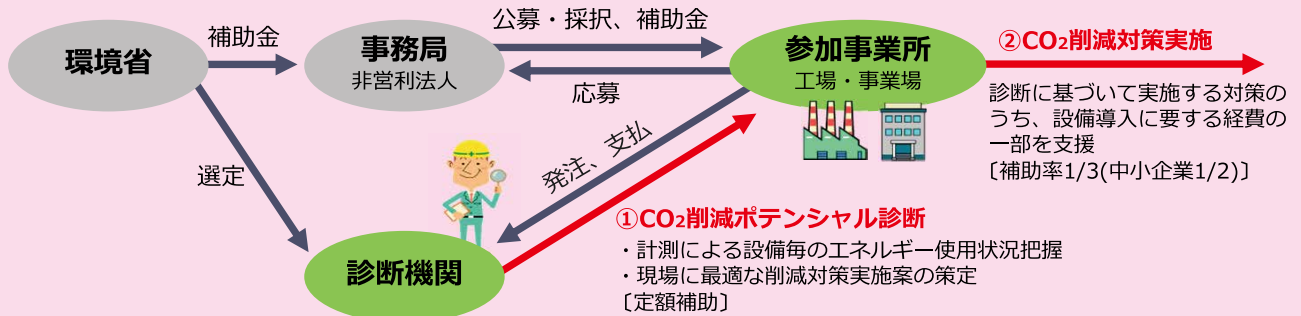 環境省
補助金
事務局
非営利法人
公募・採択、補助金
応募
参加事業所
工場・事業場
②CO₂削減対策実施
診断に基づいて実施する対策の
うち、設備導入に要する経費の
一部を支援
〔補助率1/3(中小企業1/2)〕
選定
発注、支払
診断機関
①CO₂削減ポテンシャル診断
・計測による設備毎のエネルギー使用状況把握
・現場に最適な削減対策実施案の策定
〔定額補助〕